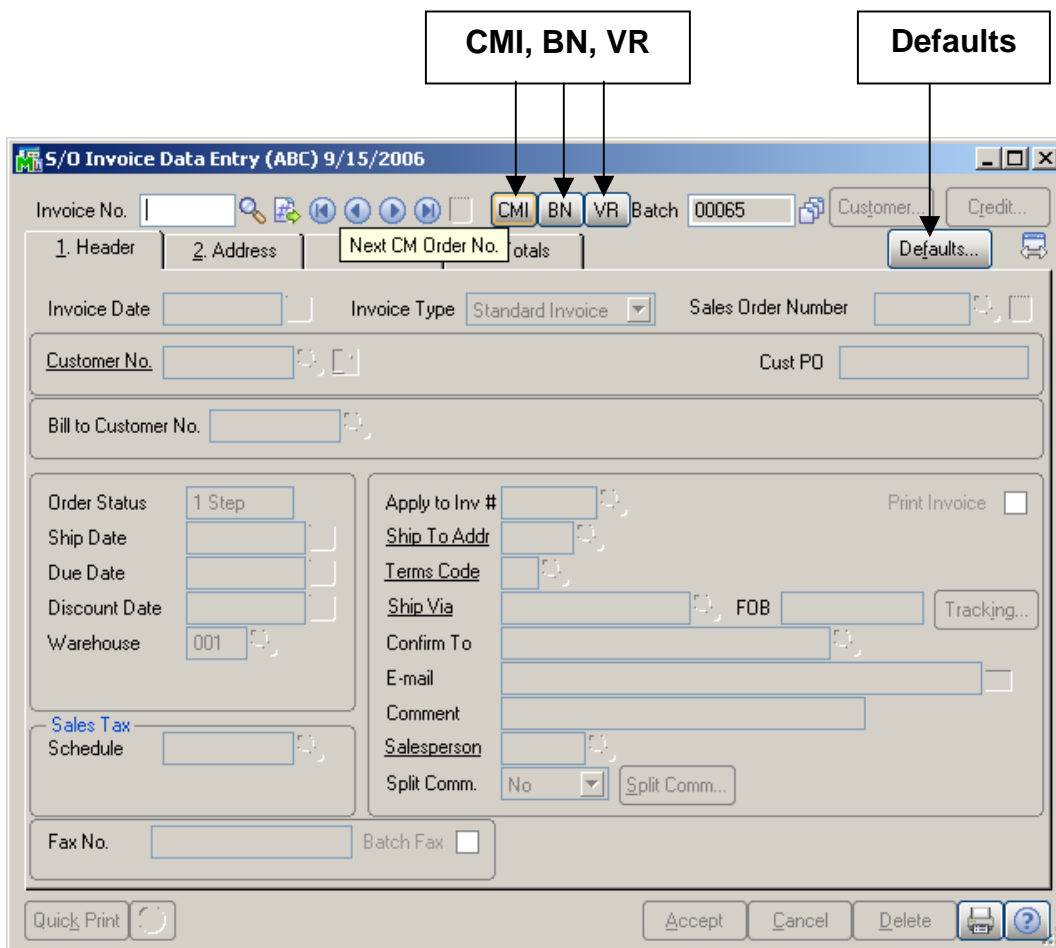 CMI, BN, VR Defaults
S/O Invoice Data Entry (ABC) 9/15/2006
Invoice No. CMI BN VR Batch 00065 Customer... Credit...
1. Header 2. Address Next CM Order No. otals Defaults...
Invoice Date Invoice Type Standard Invoice Sales Order Number
Customer No. Cust PO
Bill to Customer No.
Order Status 1 Step Apply to Inv # Print Invoice
Ship Date Ship To Addr
Due Date Terms Code
Discount Date Ship Via FOB Tracking...
Warehouse 001 Confirm To
E-mail
Comment
Sales Tax
Schedule Salesperson
Split Comm. No Split Comm...
Fax No. Batch Fax
Quick Print Accept Cancel Delete